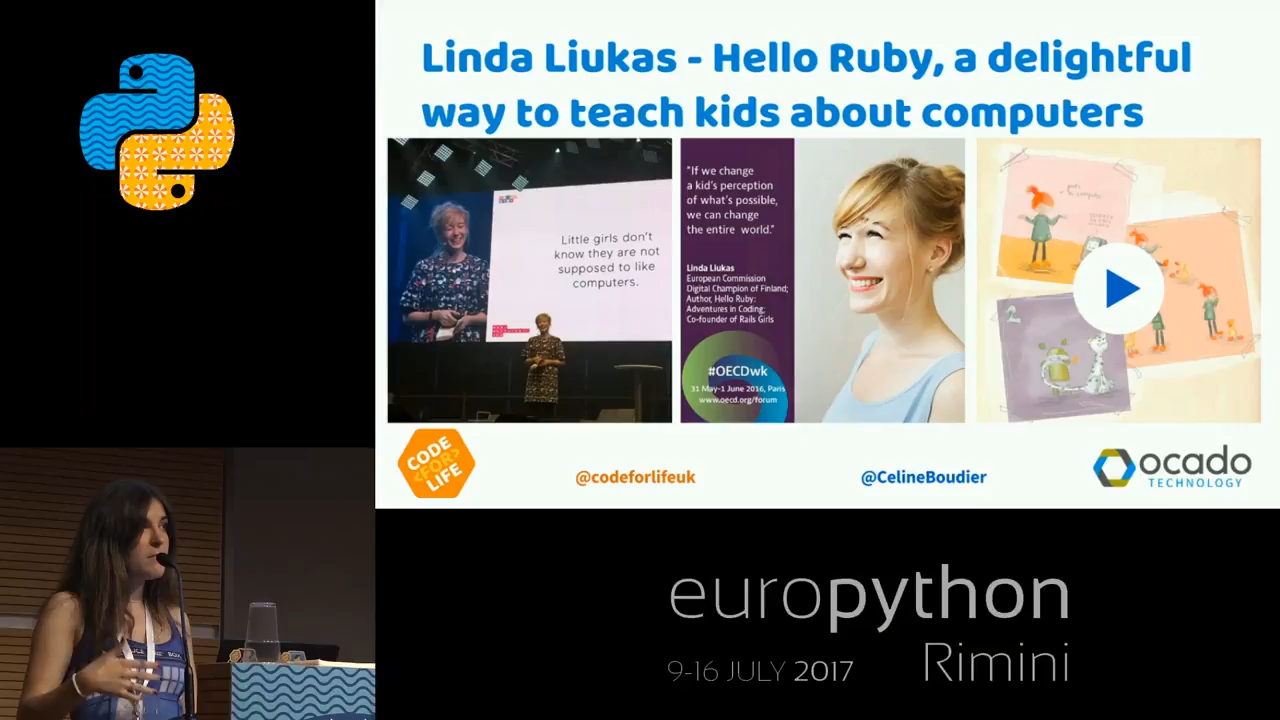 Linda Liukas - Hello Ruby, a delightful
way to teach kids about computers
Little girls don't
know they are not
supposed to like
computers.
"If we change
a kid's perception
of what's possible,
we can change
the entire world."
Linda Liukas
European Commission
Digital Champion of Finland;
Author, Hello Ruby:
Adventures in Coding;
Co-founder of Rails Girls
#OECDwk
31 May-1 June 2016, Paris
www.oecd.org/forum
2
CODE
<FOR>
LIFE
@codeforlifeuk
@CelineBoudier
ocado
TECHNOLOGY
europython
Rimini
9-16 JULY 2017